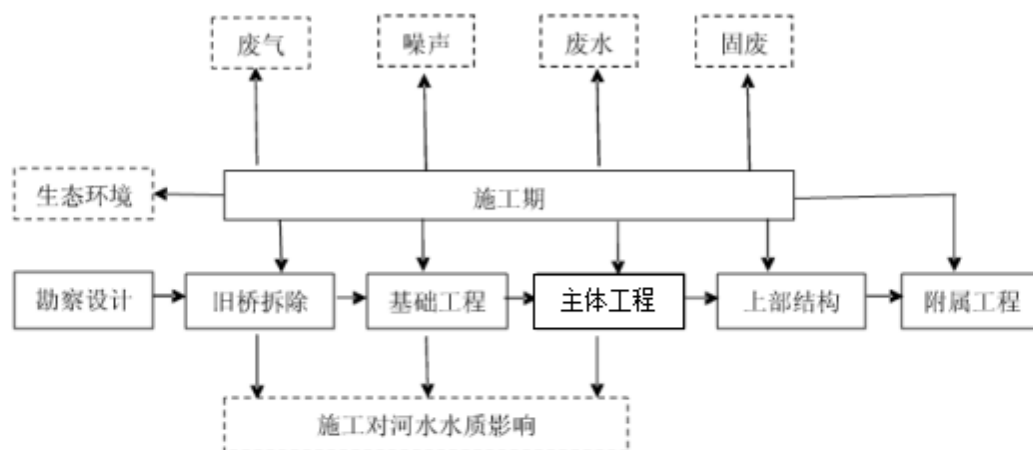 废气
噪声
废水
固废
生态环境
施工期
勘察设计
旧桥拆除
基础工程
主体工程
上部结构
附属工程
施工对河水水质影响